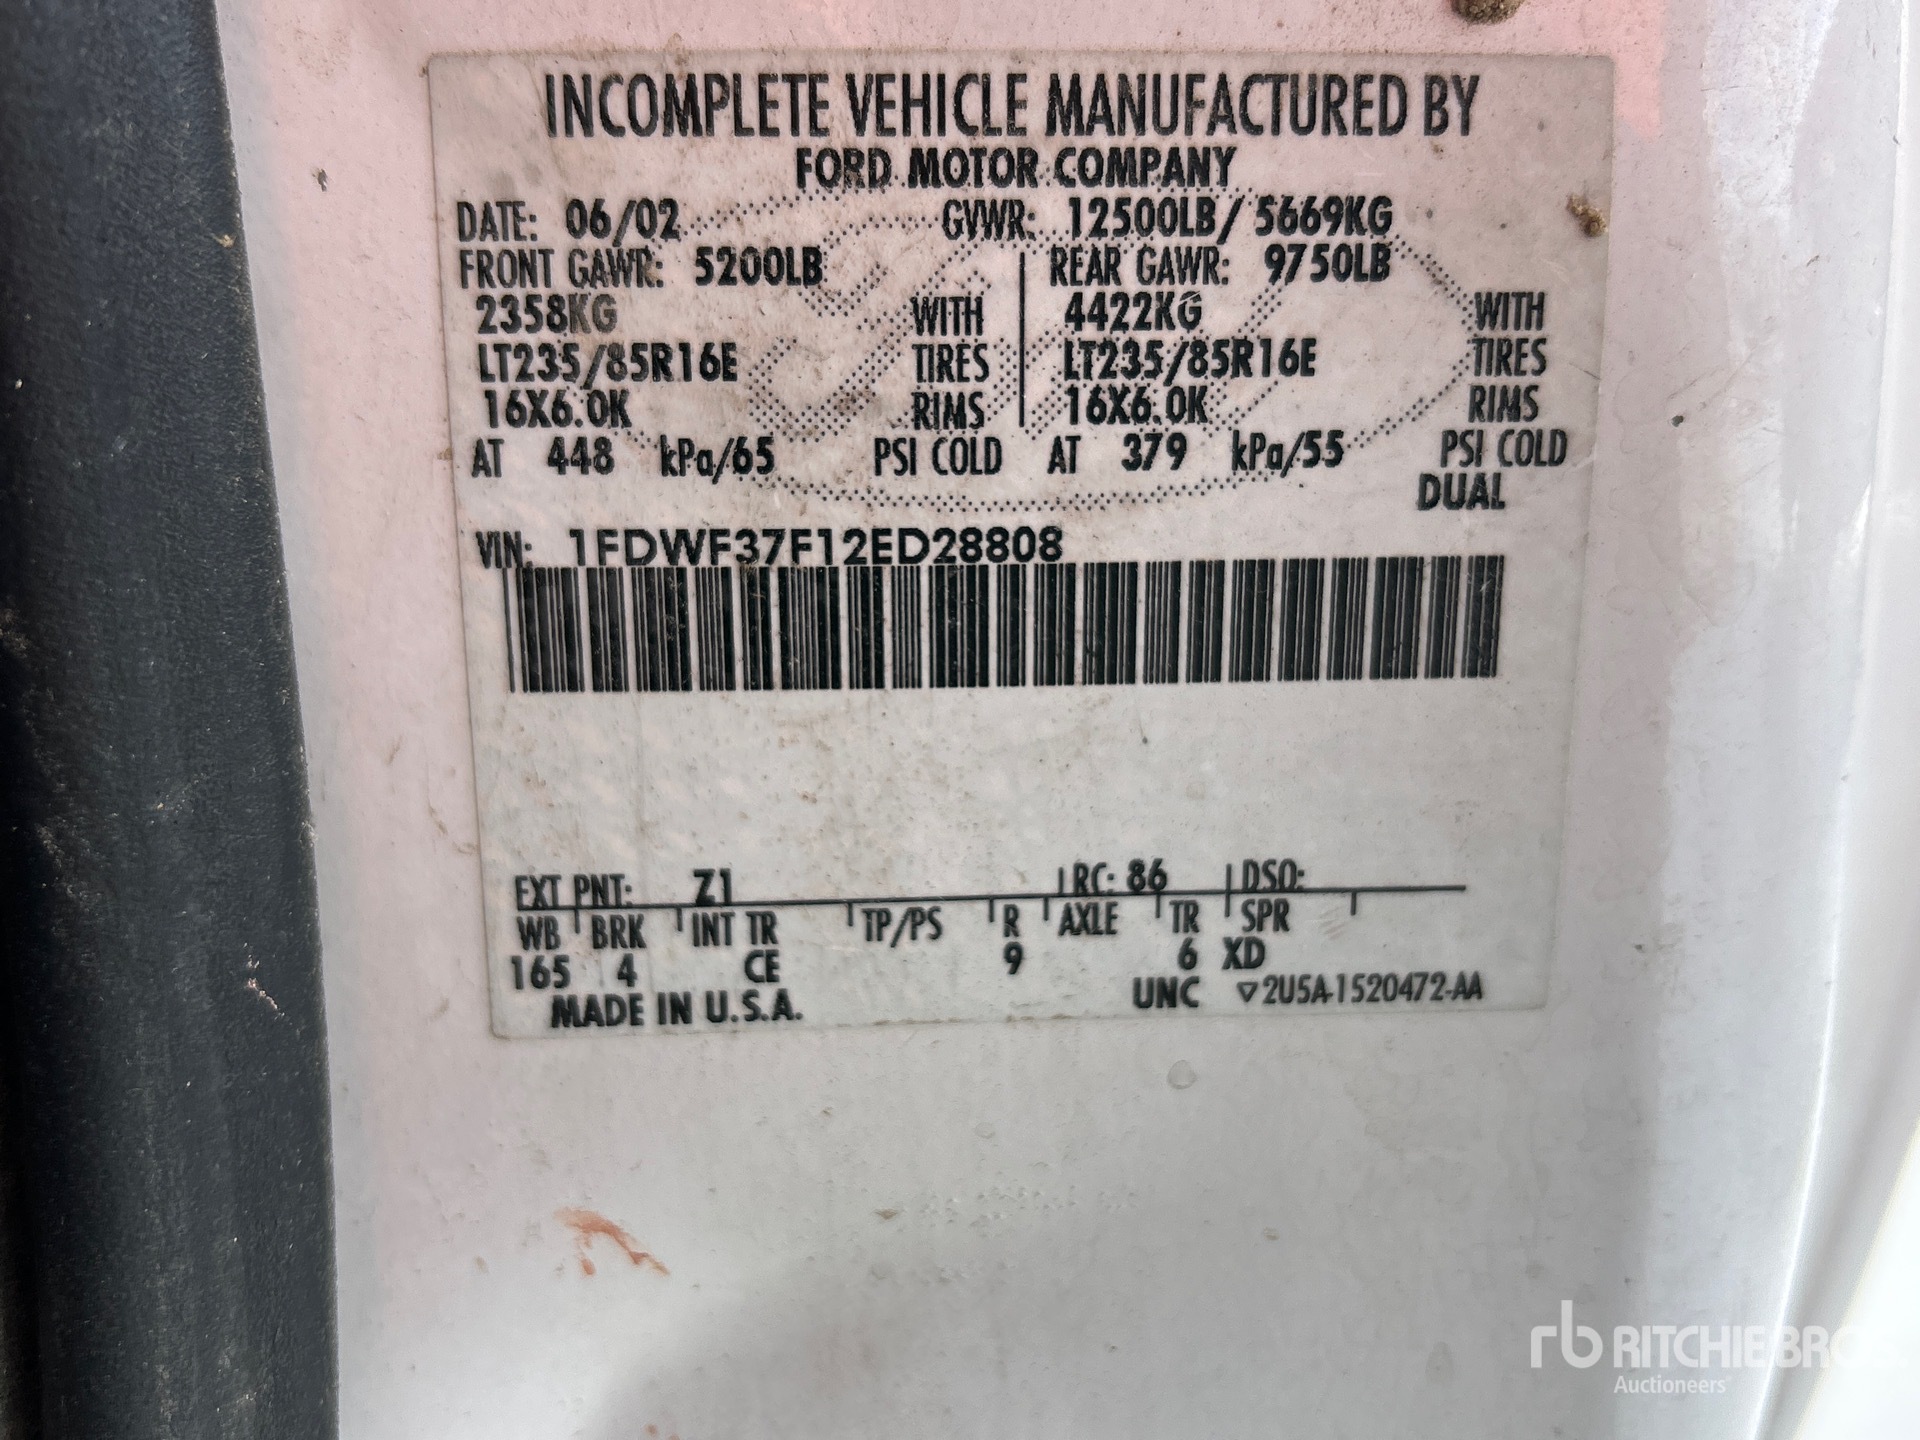 INCOMPLETE VEHICLE MANUFACTURED BY
FORD MOTOR COMPANY
DATE: 06/02 GVWR: 12500LB/ 5669KG
FRONT GAWR: 5200LB REAR GAWR: 9750LB
2358KG WITH 4422KG WITH
LT235/85R16E TIRES LT235/85R16E TIRES
16X6.0K RIMS 16X6.0K RIMS
AT 448 kPa/65 PSI COLD AT 379 kPa/55 PSI COLD
DUAL
VIN: 1FDWF37F12ED28808
EXT PNT: Z1 RC: 86 DSO:
WB BRK INT TR TP/PS R AXLE TR SPR
165 4 CE 9 6 XD
MADE IN U.S.A. UNC ▽2U5A-1520472-AA
rb RITCHIE BROS
Auctioneers